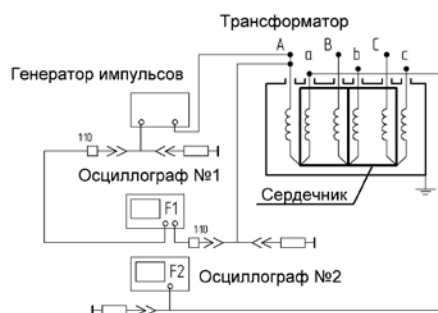 Трансформатор
A B C
a b c
Генератор импульсов
110
Осциллограф №1
F1
Сердечник
110
F2
Осциллограф №2